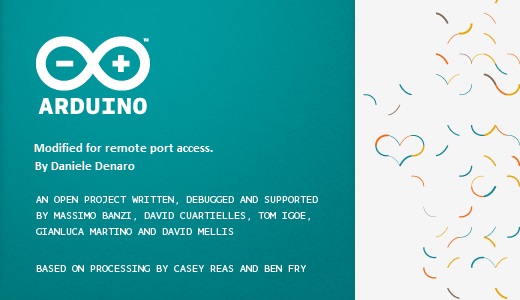 ARDUINO
Modified for remote port access.
By Daniele Denaro
AN OPEN PROJECT WRITTEN, DEBUGGED AND SUPPORTED
BY MASSIMO BANZI, DAVID CUARTIELLES, TOM IGOE,
GIANLUCA MARTINO AND DAVID MELLIS
BASED ON PROCESSING BY CASEY REAS AND BEN FRY